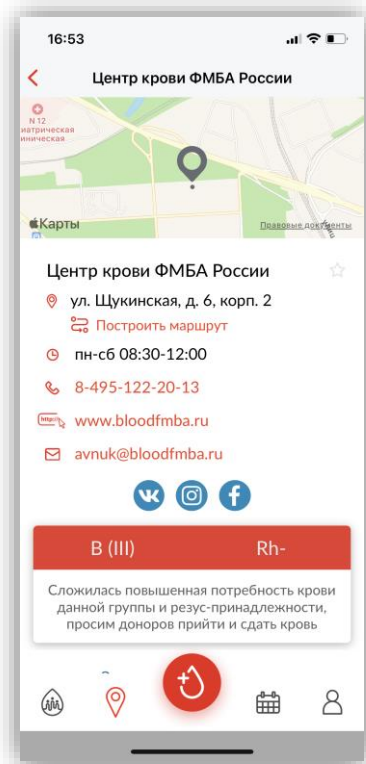 16:53
Центр крови ФМБА России
N 12
иатрическая
иническая
Карты
Правовые документы
Центр крови ФМБА России
ул. Щукинская, д. 6, корп. 2
Построить маршрут
пн-сб 08:30-12:00
8-495-122-20-13
http://
www.bloodfmba.ru
avnuk@bloodfmba.ru
B (III) Rh-
Сложилась повышенная потребность крови
данной группы и резус-принадлежности,
просим доноров прийти и сдать кровь